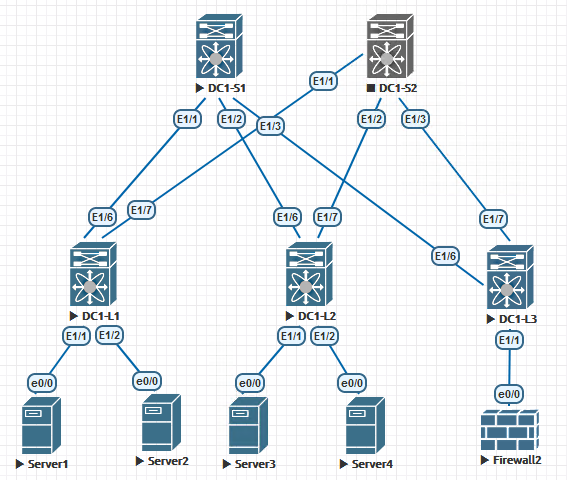 DC1-S1
DC1-S2
E1/1
E1/1
E1/2
E1/3
E1/2
E1/3
E1/7
E1/6
E1/6
E1/7
E1/7
E1/6
DC1-L1
DC1-L2
DC1-L3
E1/1
E1/2
E1/1
E1/2
E1/1
e0/0
e0/0
e0/0
e0/0
e0/0
Server1
Server2
Server3
Server4
Firewall2